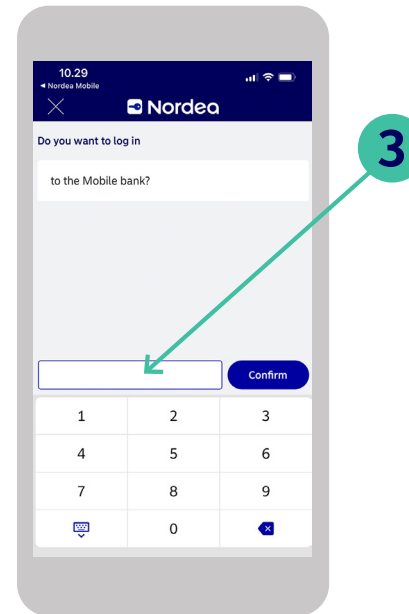 10.29
◄ Nordea Mobile
Nordea
Do you want to log in
to the Mobile bank?
3
Confirm
1 2 3
4 5 6
7 8 9
0